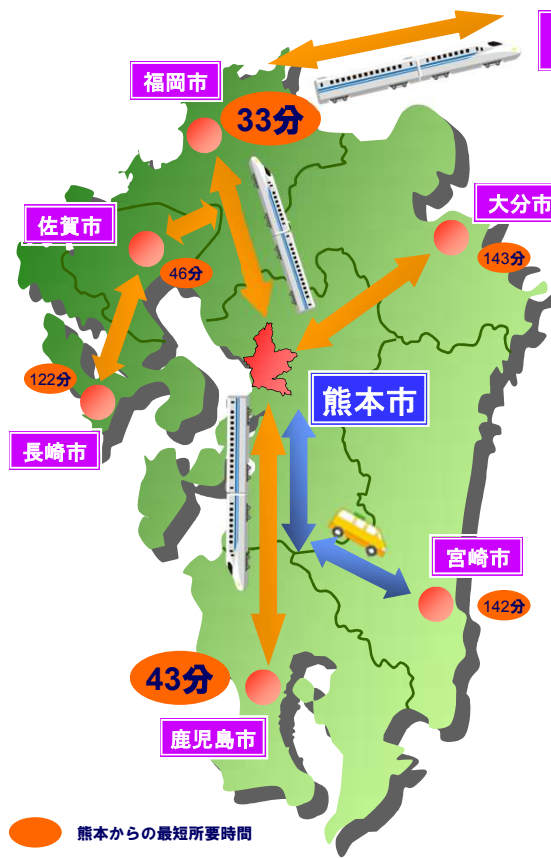 福岡市
33分
佐賀市
46分
大分市
143分
122分
長崎市
熊本市
宮崎市
142分
43分
鹿児島市
熊本からの最短所要時間